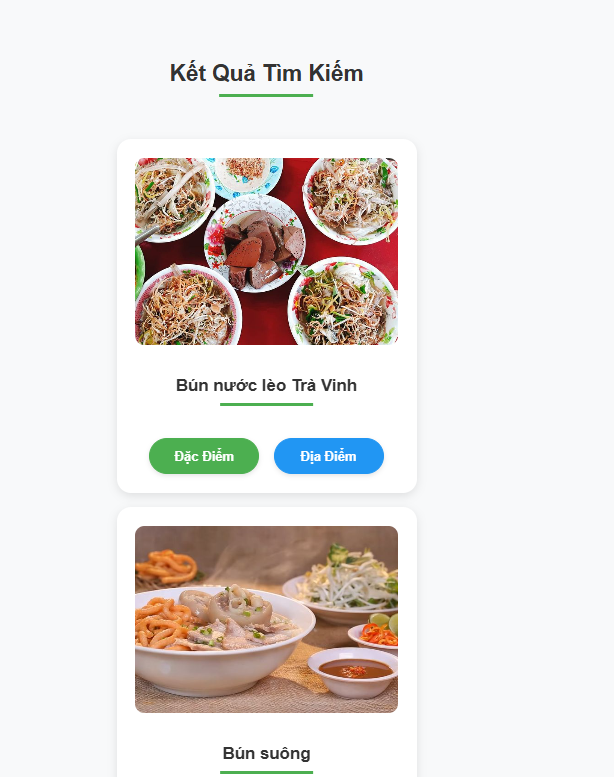 Kết Quả Tìm Kiếm
Bún nước lèo Trà Vinh
Đặc Điểm
Địa Điểm
Bún suông